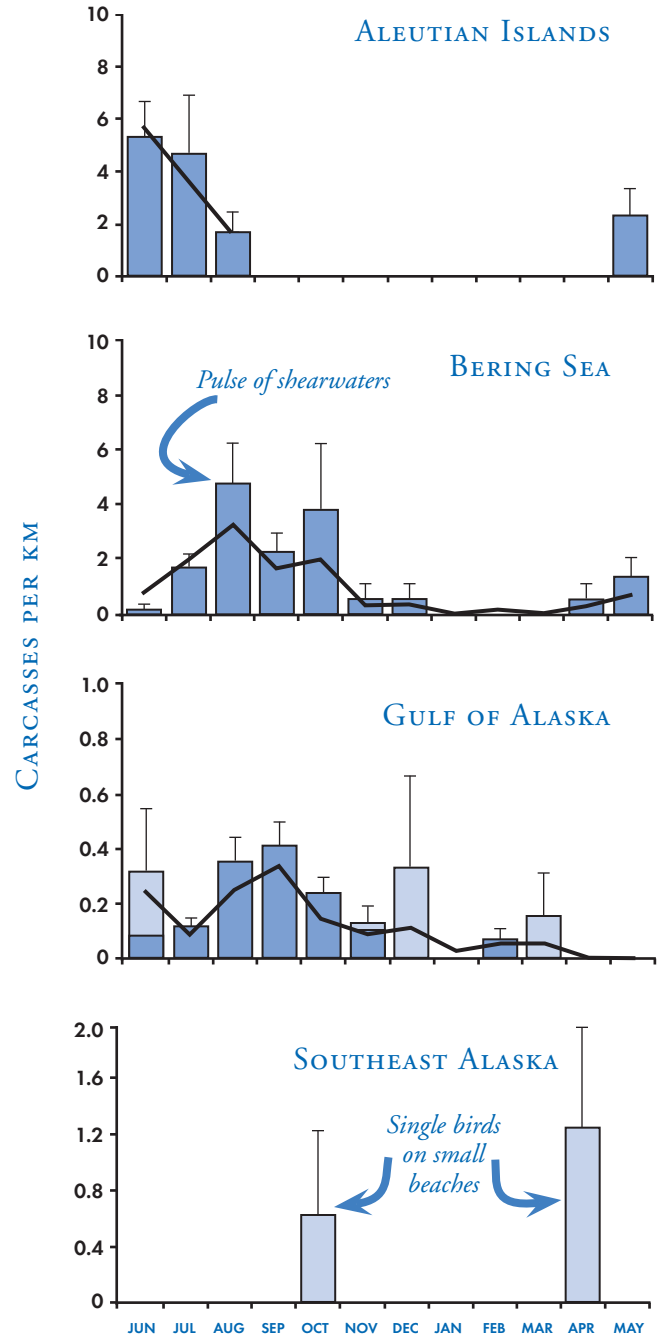 ALEUTIAN ISLANDS
10
8
6
4
2
0
BERING SEA
Pulse of shearwaters
10
8
6
4
2
0
CARCASSES PER KM
GULF OF ALASKA
1.0
0.8
0.6
0.4
0.2
0
SOUTHEAST ALASKA
Single birds
on small
beaches
2.0
1.6
1.2
0.8
0.4
0
JUN JUL AUG SEP OCT NOV DEC JAN FEB MAR APR MAY